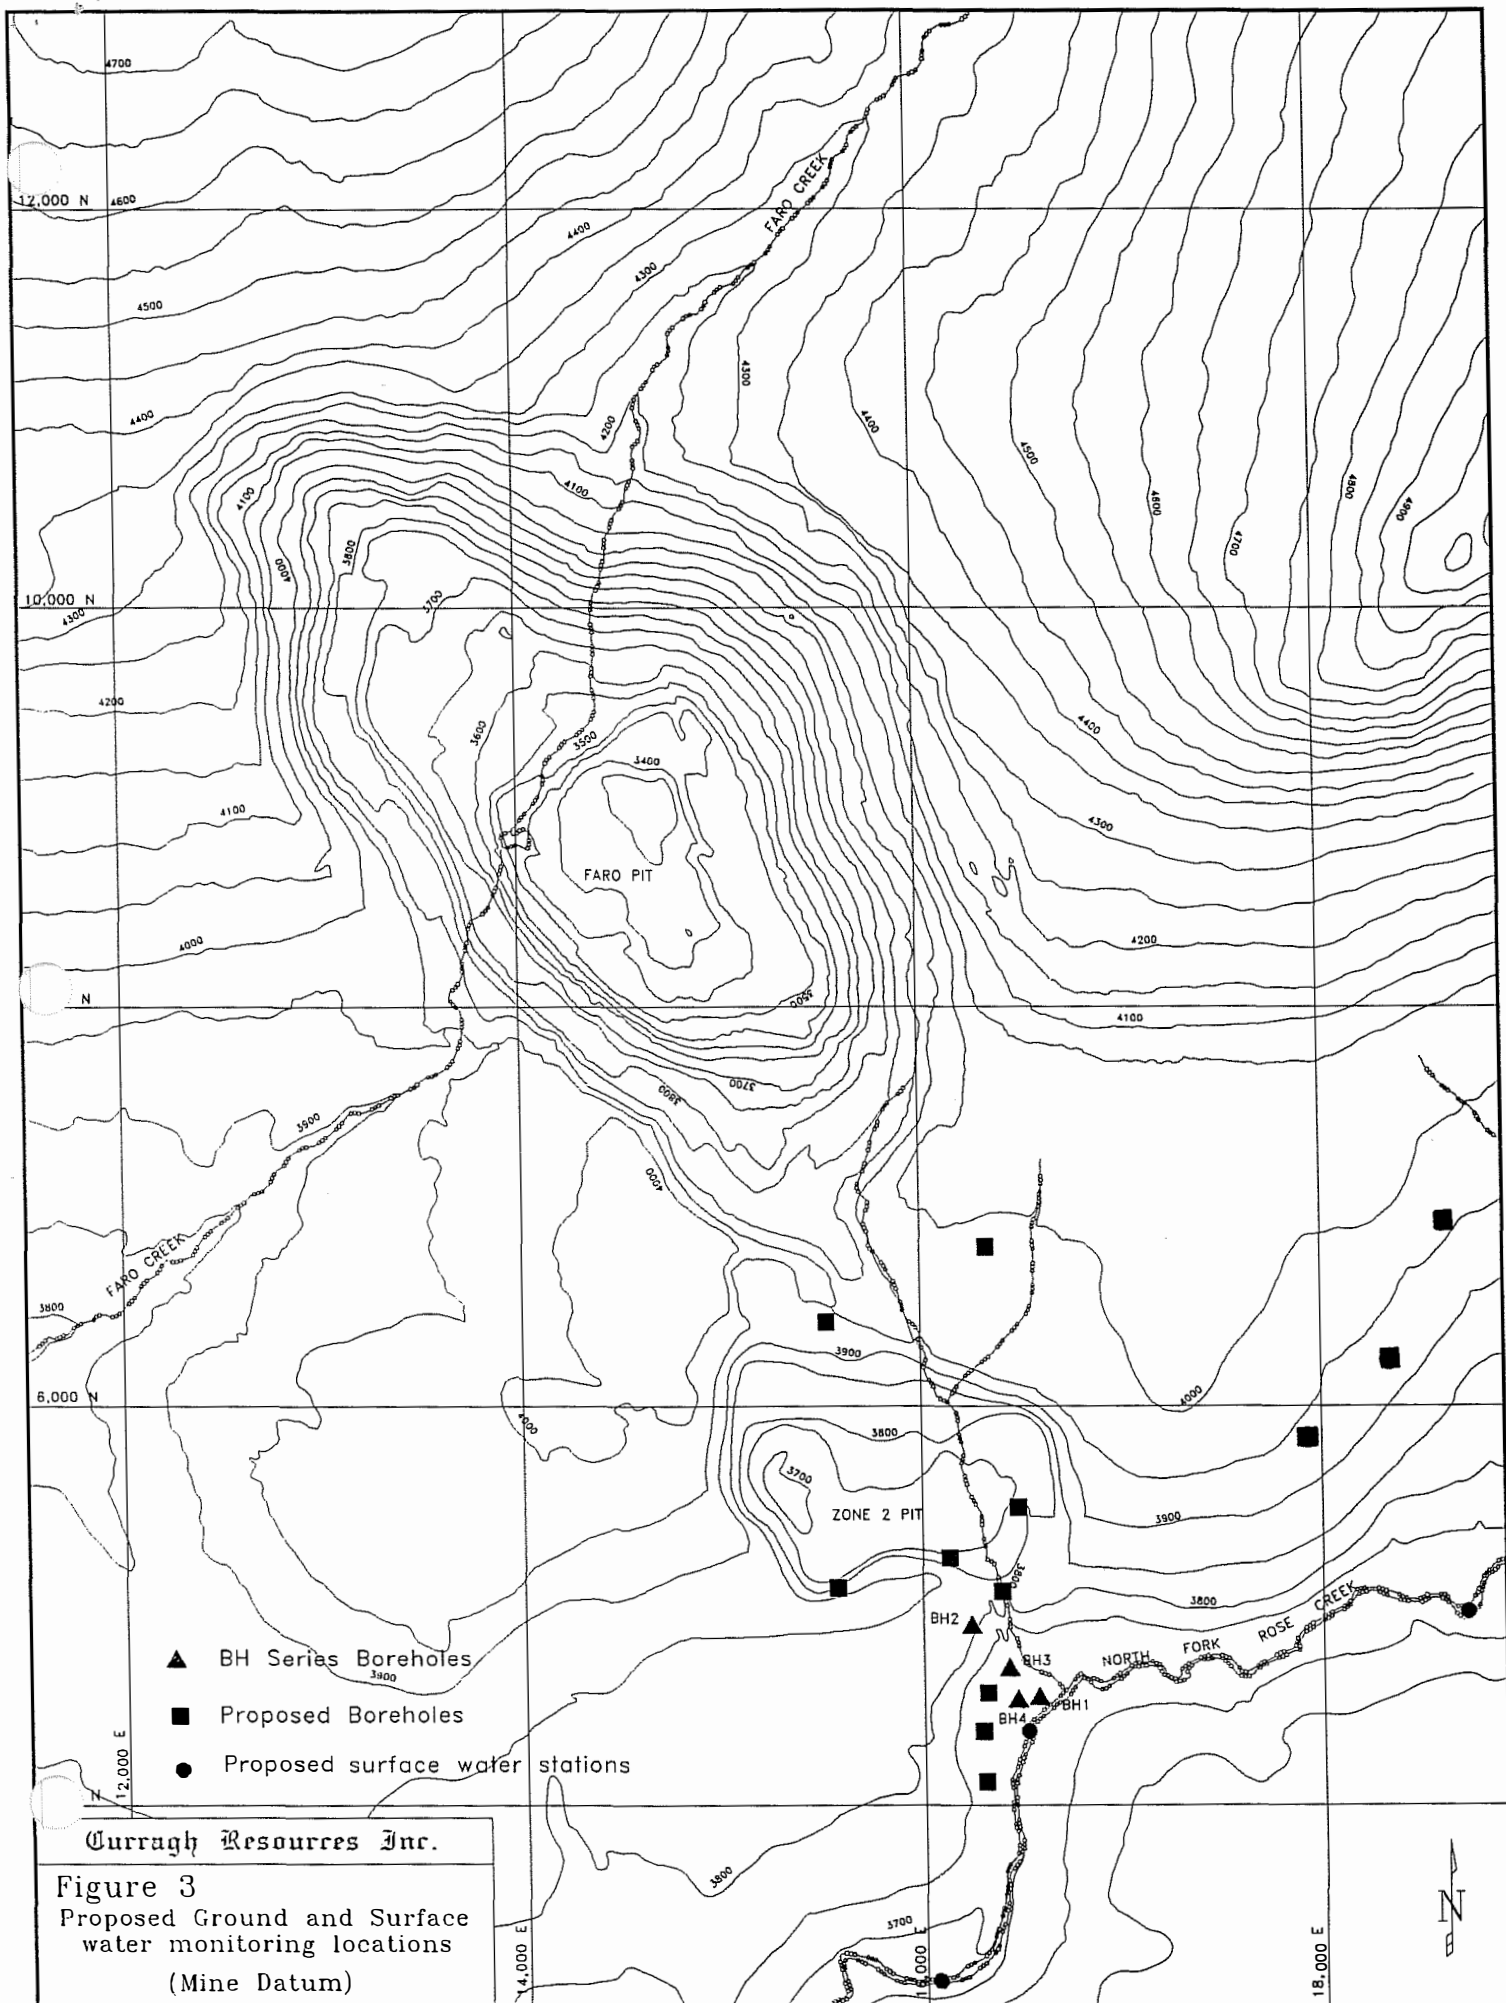 4700
12,000 N
4600
FARO CREEK
4400
4300
4500
4300
4400
4200
4400
4500
4100
4100
4600
4800
4900
4700
3800
4000
10,000 N
4300
3700
4200
3600
3500
3400
4400
4100
4300
FARO PIT
4000
4200
N
3500
4100
3700
3800
3900
4000
FARO CREEK
3800
3900
6,000 N
4000
4000
3800
3700
ZONE 2 PIT
3900
3800
3800
BH2
NORTH FORK ROSE CREEK
BH3
BH1
BH4
▲ BH Series Boreholes
3900
■ Proposed Boreholes
● Proposed surface water stations
12,000 E
N
Curragh Resources Inc.
Figure 3
Proposed Ground and Surface
water monitoring locations
(Mine Datum)
3800
3700
14,000 E
18,000 E
N